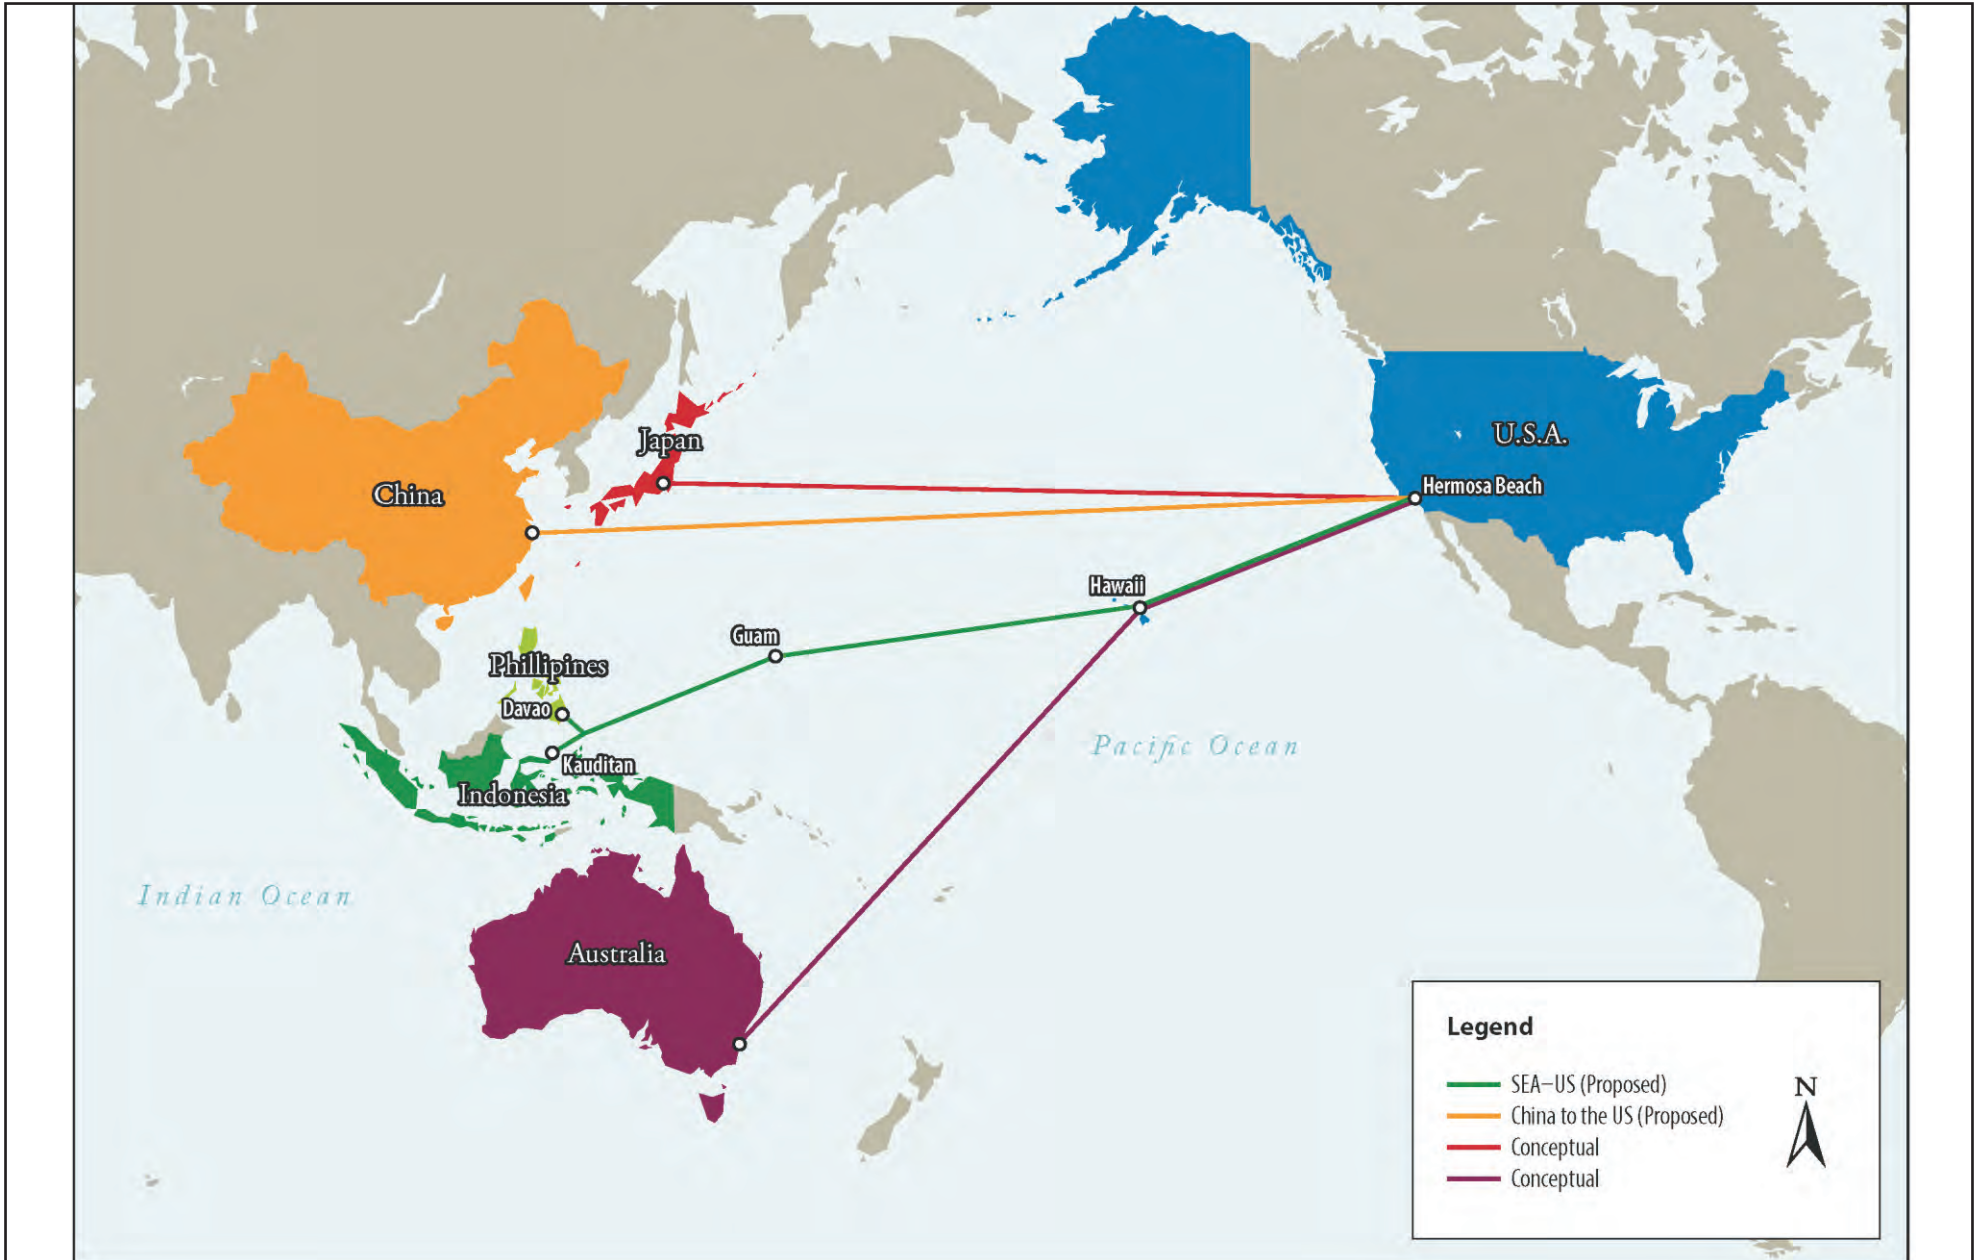 Japan
U.S.A.
China
Hermosa Beach
Hawaii
Guam
Phillipines
Davao
Kauditan
Indonesia
Pacific Ocean
Indian Ocean
Australia
Legend
SEA–US (Proposed)
China to the US (Proposed)
Conceptual
Conceptual
N